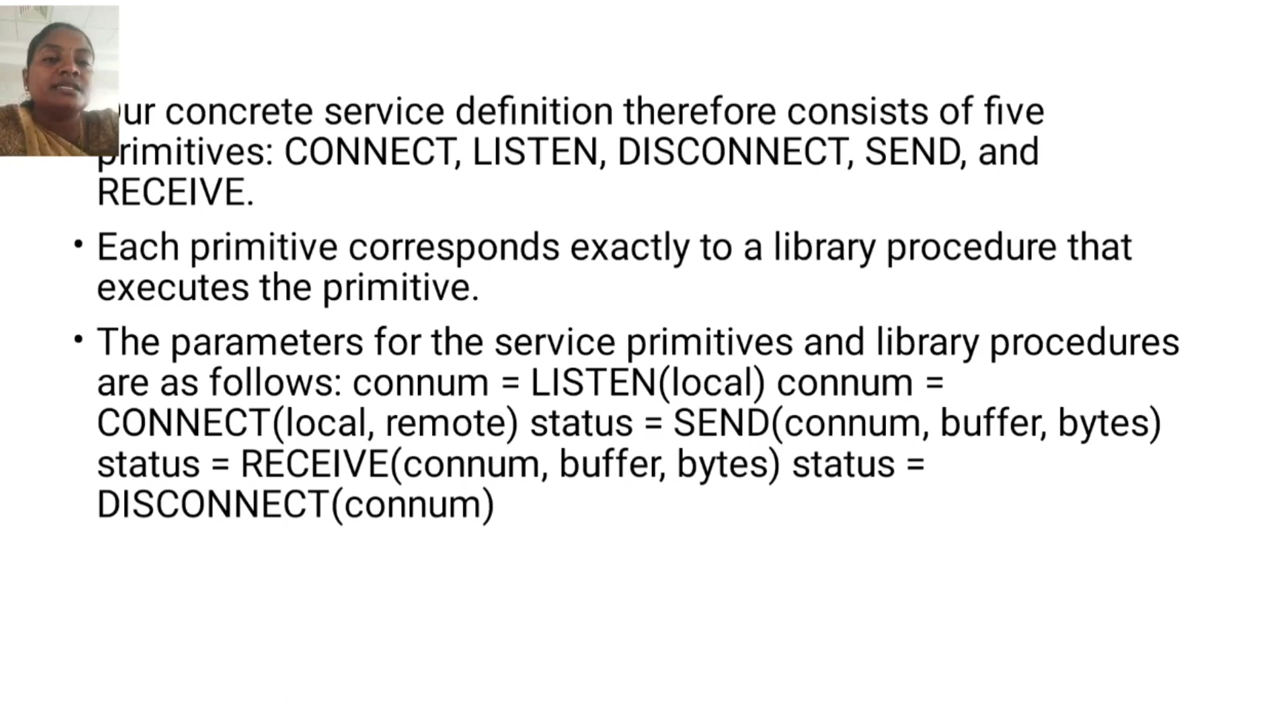 ur concrete service definition therefore consists of five
primitives: CONNECT, LISTEN, DISCONNECT, SEND, and
RECEIVE.
• Each primitive corresponds exactly to a library procedure that
executes the primitive.
• The parameters for the service primitives and library procedures
are as follows: connum = LISTEN(local) connum =
CONNECT(local, remote) status = SEND(connum, buffer, bytes)
status = RECEIVE(connum, buffer, bytes) status =
DISCONNECT(connum)